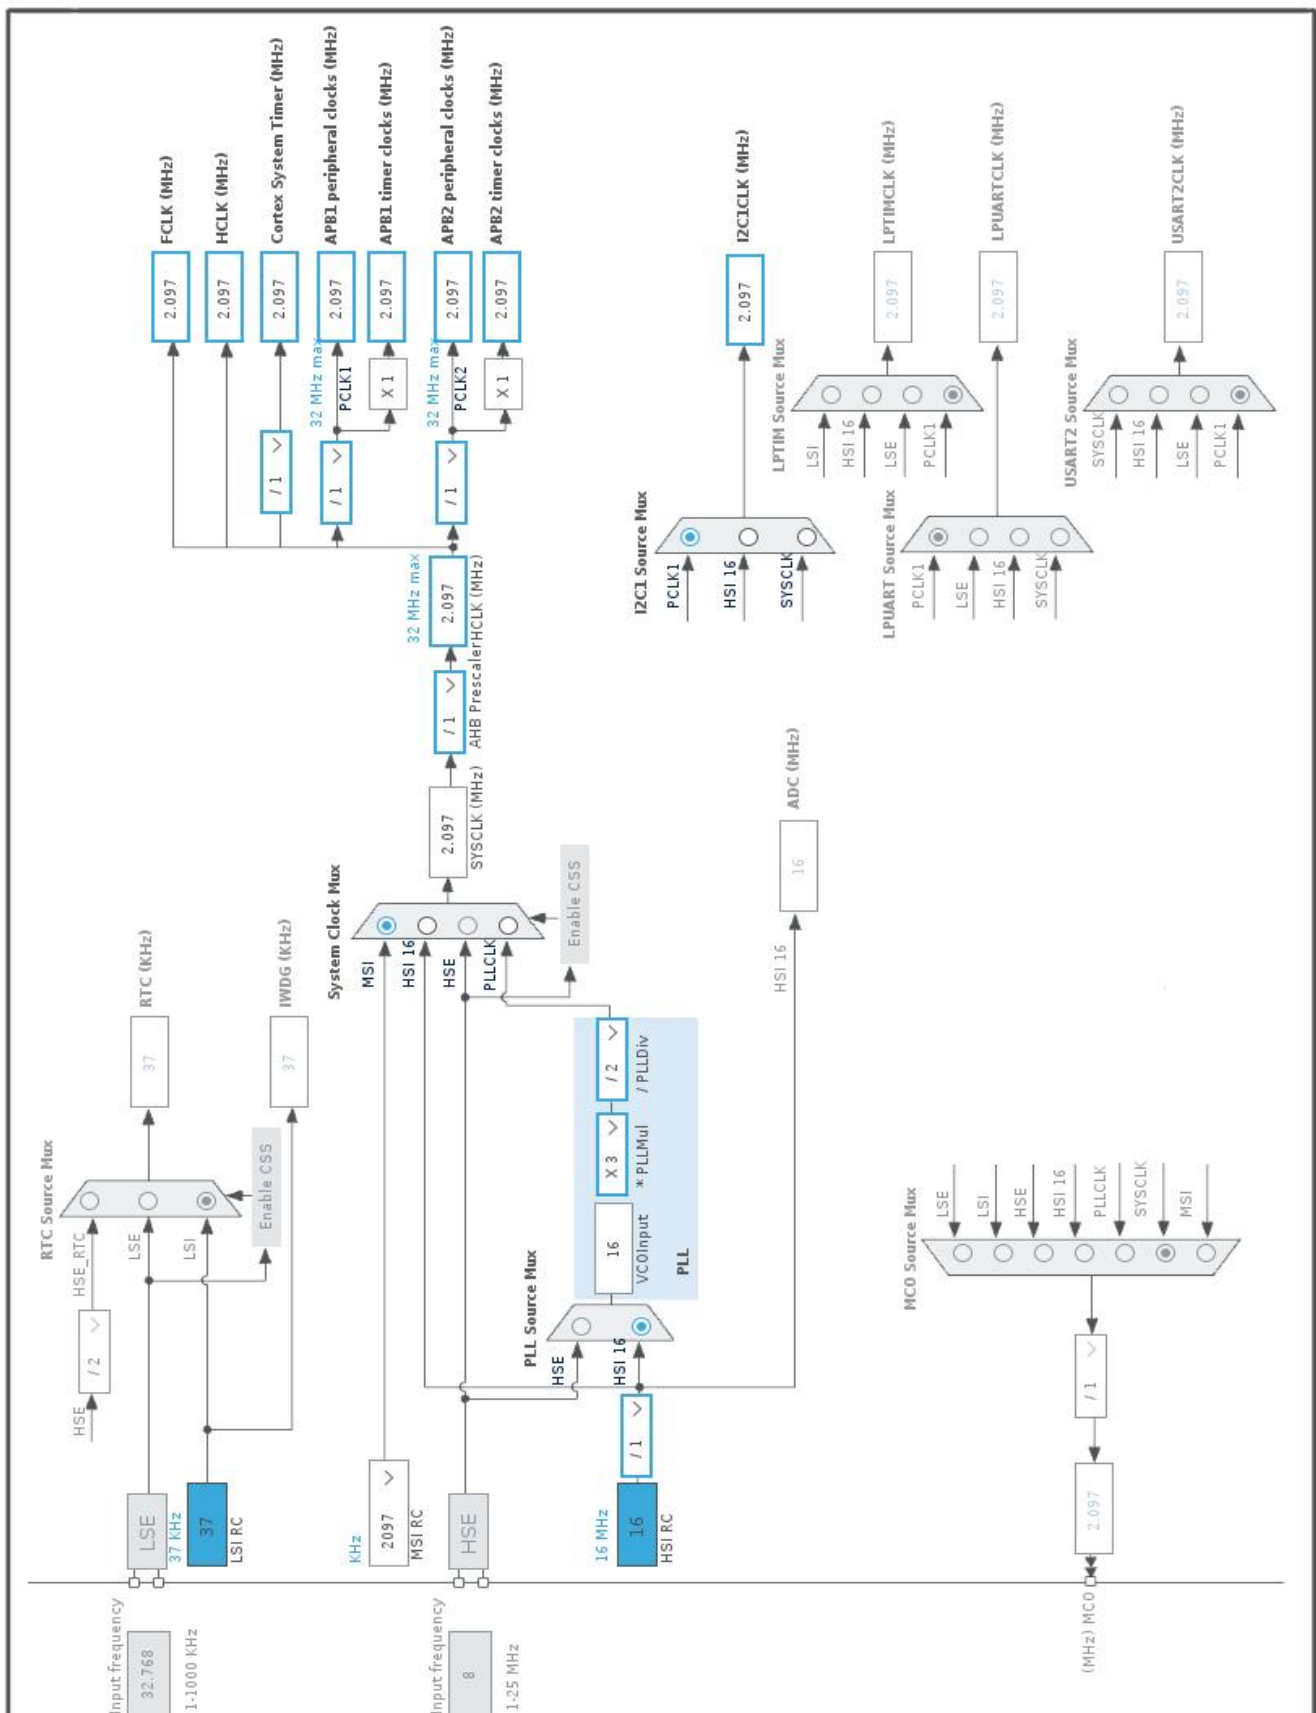 Input frequency
32.768
1-1000 KHz
LSE
37 KHz
37
LSI RC
HSE
/ 2
HSE_RTC
LSE
LSI
RTC Source Mux
Enable CSS
37
RTC (KHz)
37
IWDG (KHz)
Input frequency
8
1-25 MHz
KHz
2097
MSI RC
HSE
16 MHz
16
HSI RC
/ 1
HSE
HSI 16
PLL Source Mux
16
VCOInput
X 3
* PLLMul
/ 2
/ PLLDiv
PLL
MSI
HSI 16
HSE
PLLCLK
System Clock Mux
Enable CSS
2.097
SYSCLK (MHz)
/ 1
AHB Prescaler
32 MHz max
2.097
HCLK (MHz)
HSI 16
16
ADC (MHz)
2.097
FCLK (MHz)
2.097
HCLK (MHz)
/ 1
2.097
Cortex System Timer (MHz)
/ 1
32 MHz max
PCLK1
2.097
APB1 peripheral clocks (MHz)
X 1
2.097
APB1 timer clocks (MHz)
/ 1
32 MHz max
PCLK2
2.097
APB2 peripheral clocks (MHz)
X 1
2.097
APB2 timer clocks (MHz)
I2C1 Source Mux
PCLK1
HSI 16
SYSCLK
2.097
I2C1CLK (MHz)
LPTIM Source Mux
LSI
HSI 16
LSE
PCLK1
2.097
LPTIMCLK (MHz)
LPUART Source Mux
PCLK1
LSE
HSI 16
SYSCLK
2.097
LPUARTCLK (MHz)
USART2 Source Mux
SYSCLK
HSI 16
LSE
PCLK1
2.097
USART2CLK (MHz)
(MHz) MCO
2.097
/ 1
MCO Source Mux
LSE
LSI
HSE
HSI 16
PLLCLK
SYSCLK
MSI